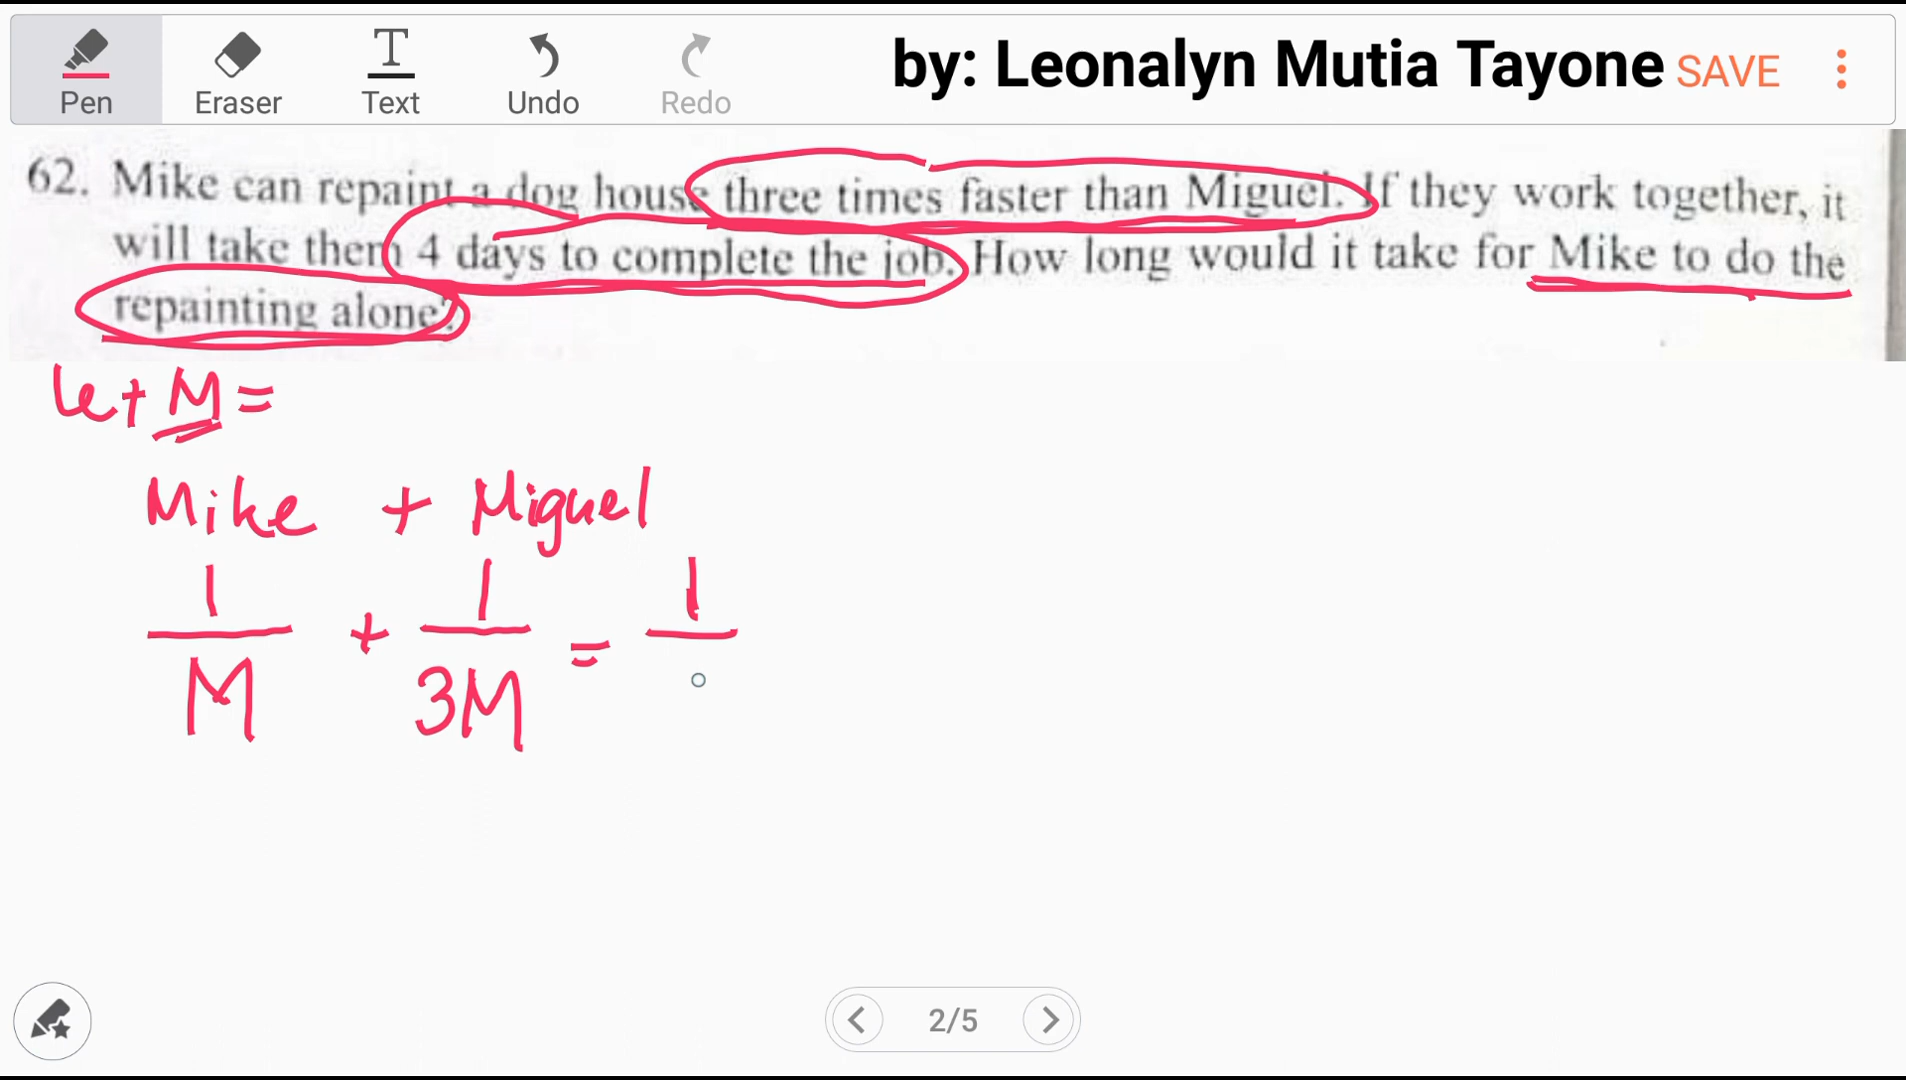 Pen
Eraser
Text
Undo
Redo
by: Leonalyn Mutia Tayone
SAVE
62. Mike can repaint a dog house three times faster than Miguel. If they work together, it
will take them 4 days to complete the job. How long would it take for Mike to do the
repainting alone?
let M =
Mike + Miguel
1 + 1 = 1
M 3M
2/5